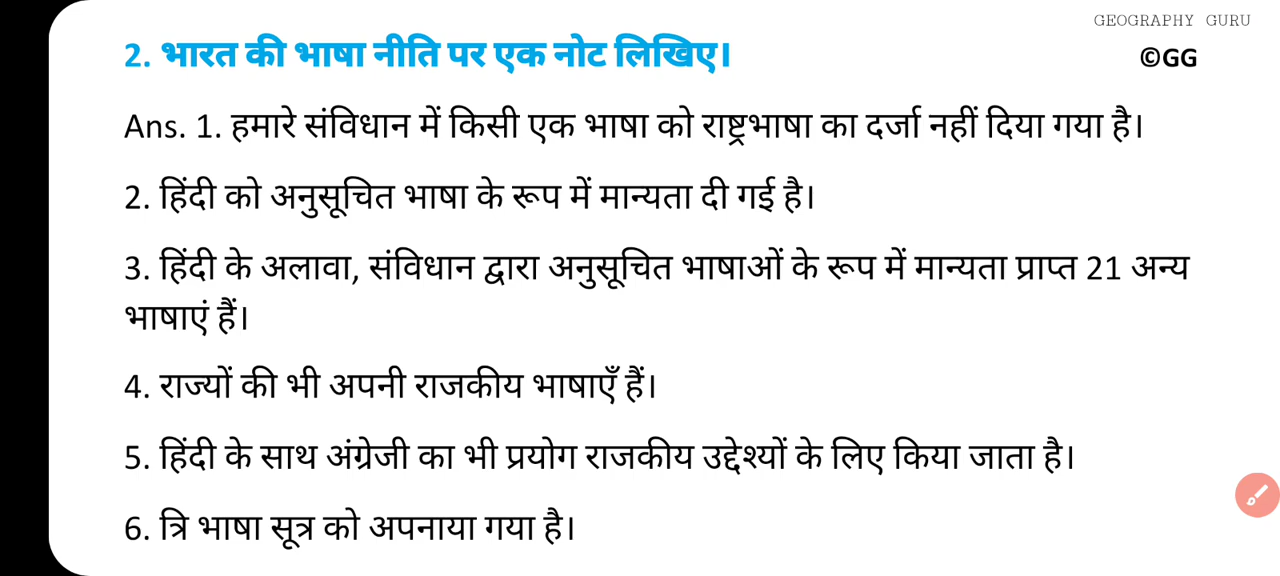 GEOGRAPHY GURU
2. भारत की भाषा नीति पर एक नोट लिखिए।
©GG
Ans. 1. हमारे संविधान में किसी एक भाषा को राष्ट्रभाषा का दर्जा नहीं दिया गया है।
2. हिंदी को अनुसूचित भाषा के रूप में मान्यता दी गई है।
3. हिंदी के अलावा, संविधान द्वारा अनुसूचित भाषाओं के रूप में मान्यता प्राप्त 21 अन्य
भाषाएं हैं।
4. राज्यों की भी अपनी राजकीय भाषाएँ हैं।
5. हिंदी के साथ अंग्रेजी का भी प्रयोग राजकीय उद्देश्यों के लिए किया जाता है।
6. त्रि भाषा सूत्र को अपनाया गया है।